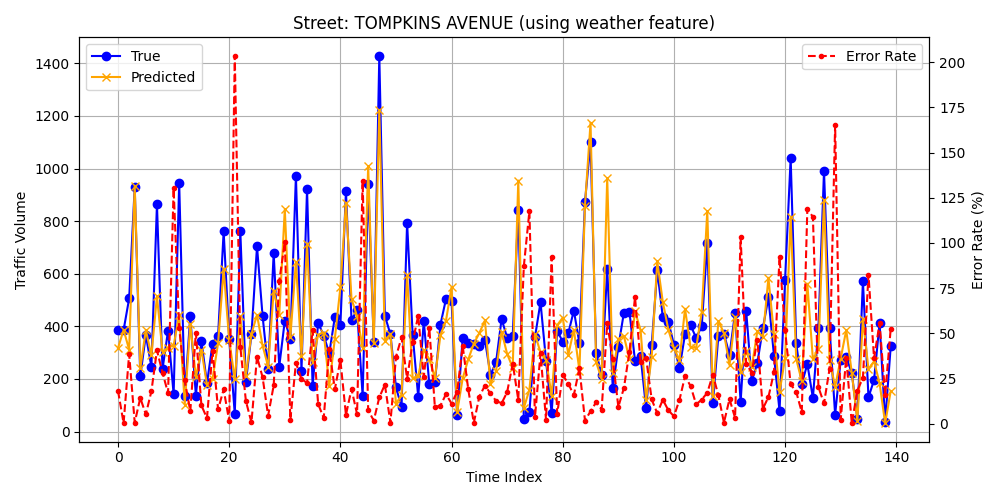 Street: TOMPKINS AVENUE (using weather feature)
True
Predicted
Error Rate
Traffic Volume
1400
1200
1000
800
600
400
200
0
200
175
150
125
100
75
50
25
0
Error Rate (%)
0 20 40 60 80 100 120 140
Time Index